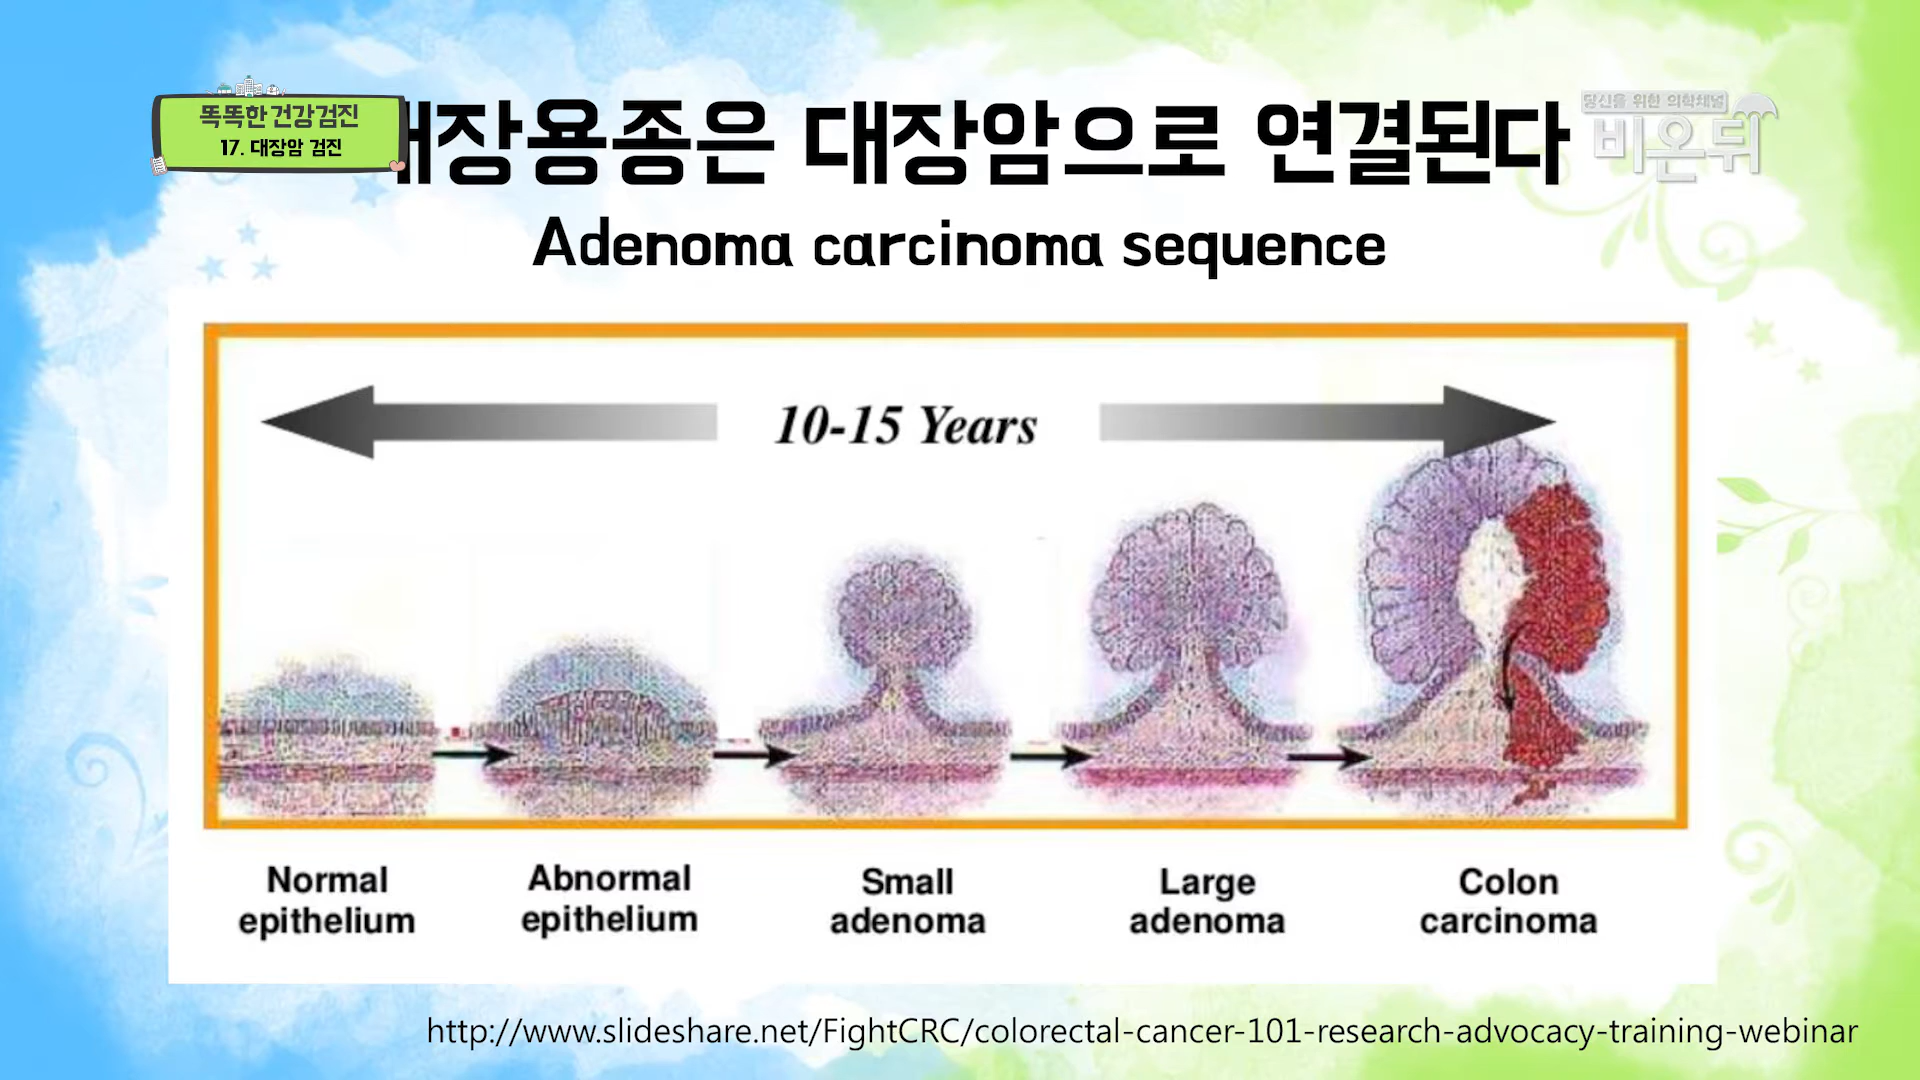 똑똑한 건강검진
17. 대장암 검진
대장용종은 대장암으로 연결된다
당신을 위한 의학채널
비온뒤
Adenoma carcinoma sequence
10-15 Years
Normal epithelium
Abnormal epithelium
Small adenoma
Large adenoma
Colon carcinoma
http://www.slideshare.net/FightCRC/colorectal-cancer-101-research-advocacy-training-webinar